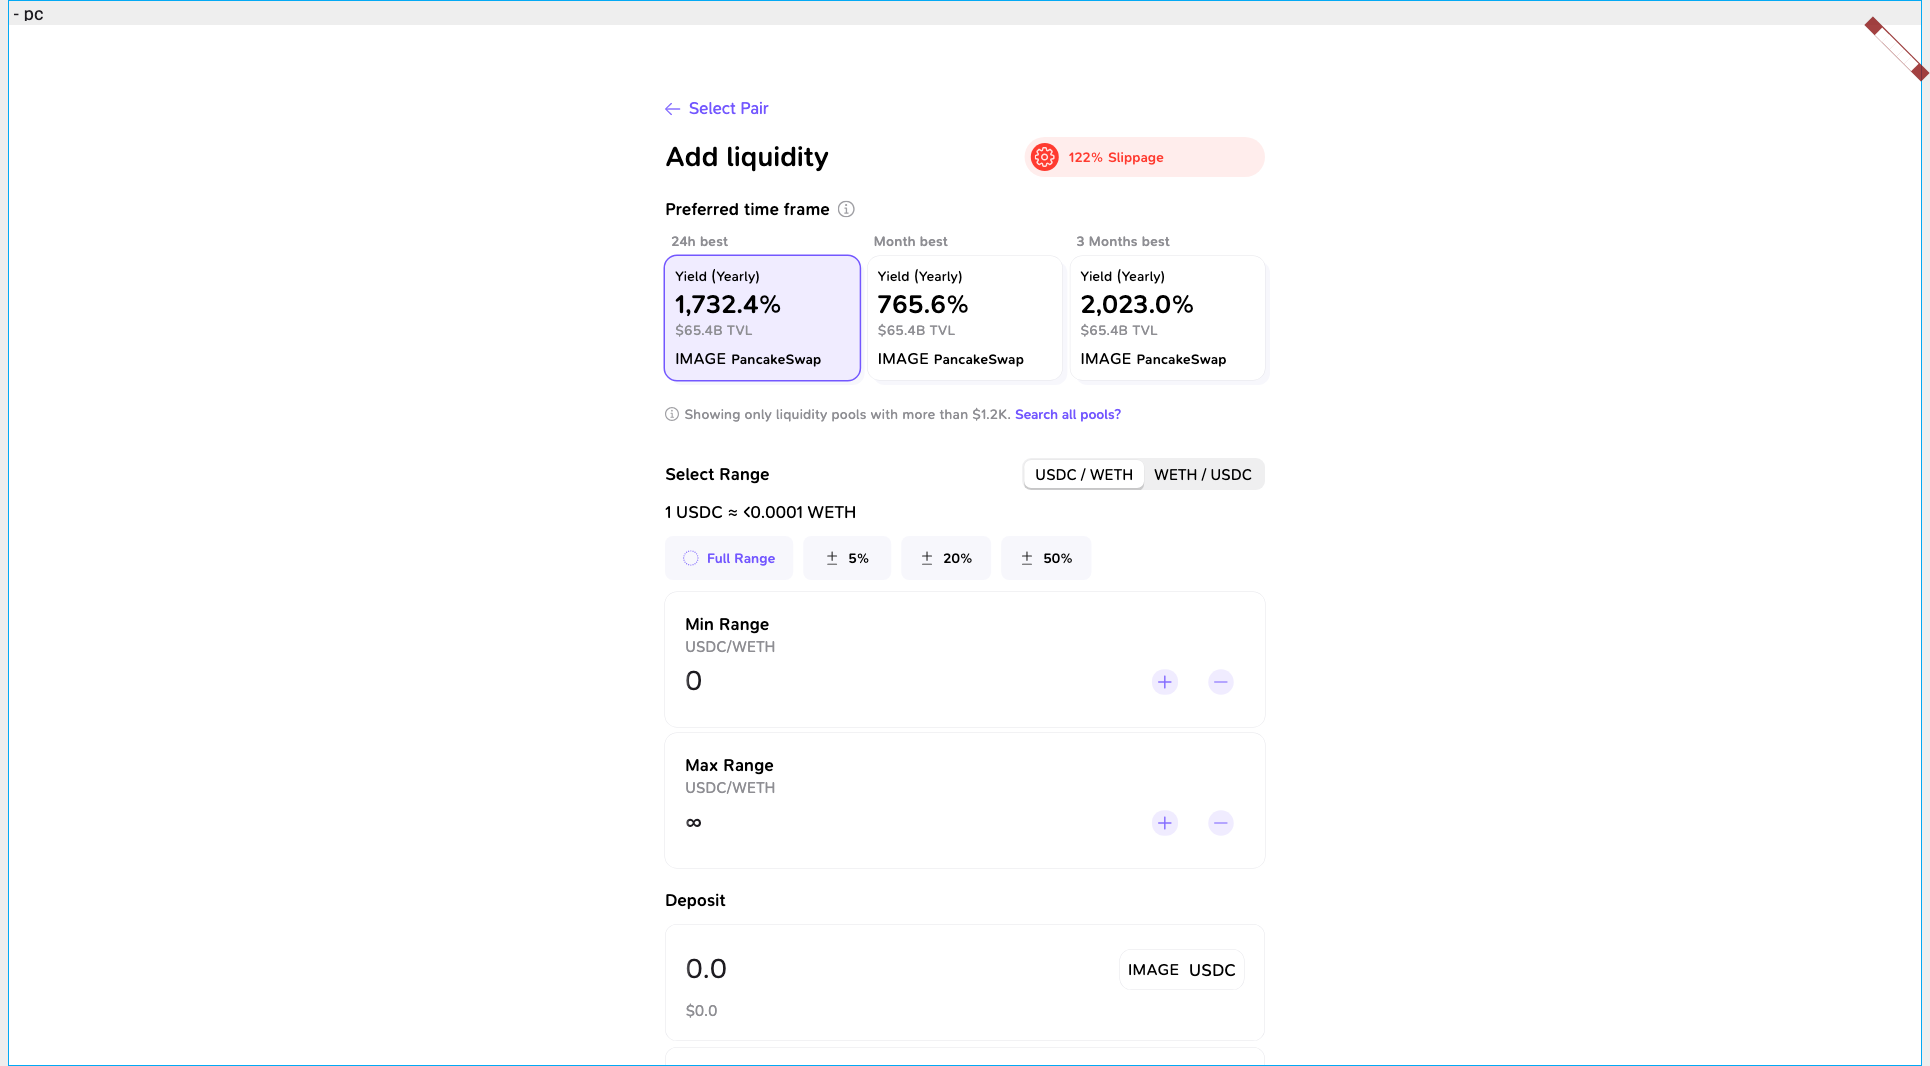 - pc
Select Pair
Add liquidity
122% Slippage
Preferred time frame
24h best
Month best
3 Months best
Yield (Yearly)
1,732.4%
$65.4B TVL
IMAGE PancakeSwap
Yield (Yearly)
765.6%
$65.4B TVL
IMAGE PancakeSwap
Yield (Yearly)
2,023.0%
$65.4B TVL
IMAGE PancakeSwap
Showing only liquidity pools with more than $1.2K. Search all pools?
Select Range
USDC / WETH
WETH / USDC
1 USDC ≈ <0.0001 WETH
Full Range
± 5%
± 20%
± 50%
Min Range
USDC/WETH
0
Max Range
USDC/WETH
∞
Deposit
0.0
IMAGE USDC
$0.0